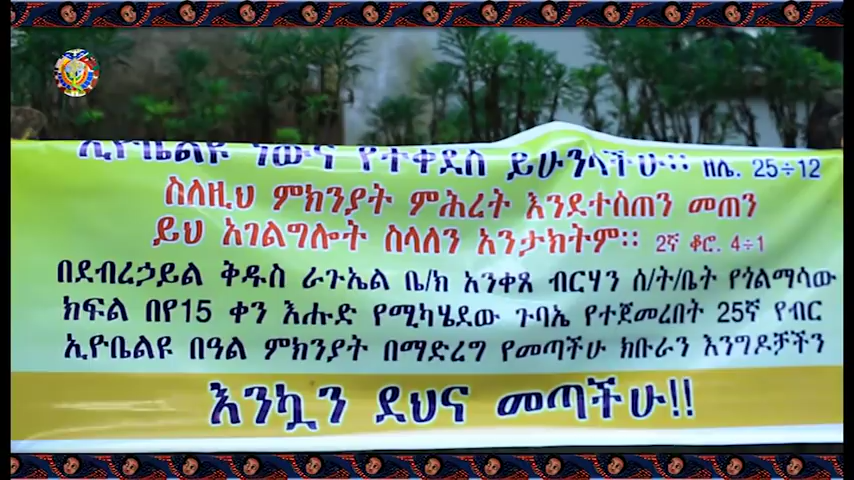 ኢዮቤልዩ ነውና የተቀደስ ይሁንላችሁ፡፡ ዘሌ. 25÷12
ስለዚህ ምክንያት ምሕረት እንደተሰጠን መጠን
ይህ አገልግሎት ስላለን አንታክትም፡፡ 2ኛ ቆሮ. 4÷1
በደብረኃይል ቅዱስ ራጉኤል ቤ/ክ አንቀጸ ብርሃን ሰ/ት/ቤት የጎልማሳው
ክፍል በየ15 ቀን እሑድ የሚካሄደው ጉባኤ የተጀመረበት 25ኛ የብር
ኢዮቤልዩ በዓል ምክንያት በማድረግ የመጣችሁ ክቡራን እንግዶቻችን
እንኳን ደህና መጣችሁ!!